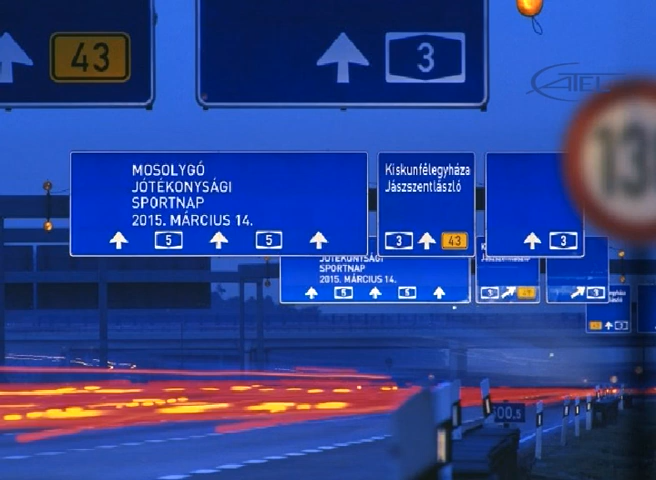 43
3
MOSOLYGÓ
JÓTÉKONYSÁGI
SPORTNAP
2015. MÁRCIUS 14.
5
5
Kiskunfélegyháza
Jászszentlászló
3
43
3
JÓTÉKONYSÁGI
SPORTNAP
2015. MÁRCIUS 14.
5
5